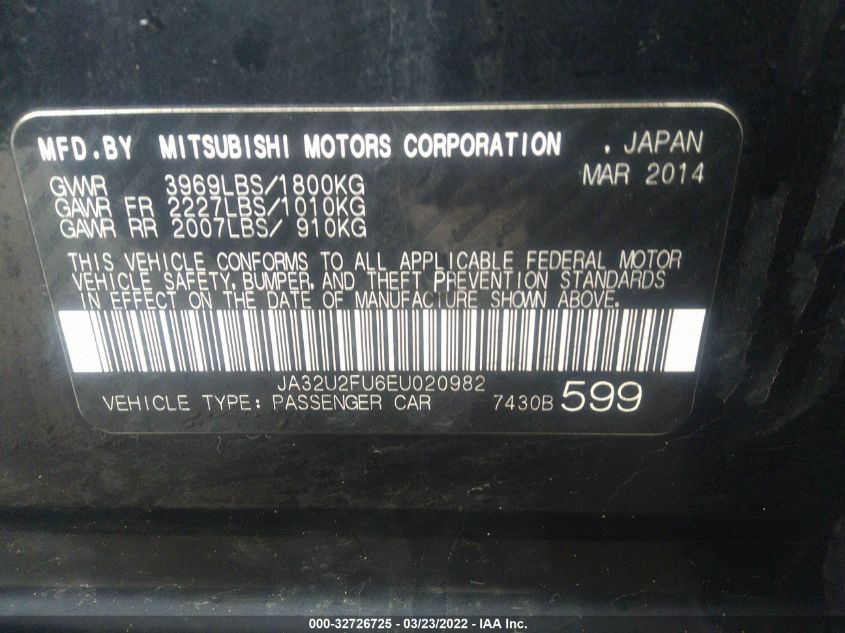 MFD.BY MITSUBISHI MOTORS CORPORATION . JAPAN
MAR 2014
GVWR 3969LBS/1800KG
GAWR FR 2227LBS/1010KG
GAWR RR 2007LBS/ 910KG
THIS VEHICLE CONFORMS TO ALL APPLICABLE FEDERAL MOTOR
VEHICLE SAFETY, BUMPER, AND THEFT PREVENTION STANDARDS
IN EFFECT ON THE DATE OF MANUFACTURE SHOWN ABOVE.
JA32U2FU6EU020982
VEHICLE TYPE: PASSENGER CAR 7430B 599
000-32726725 - 03/23/2022 - IAA Inc.